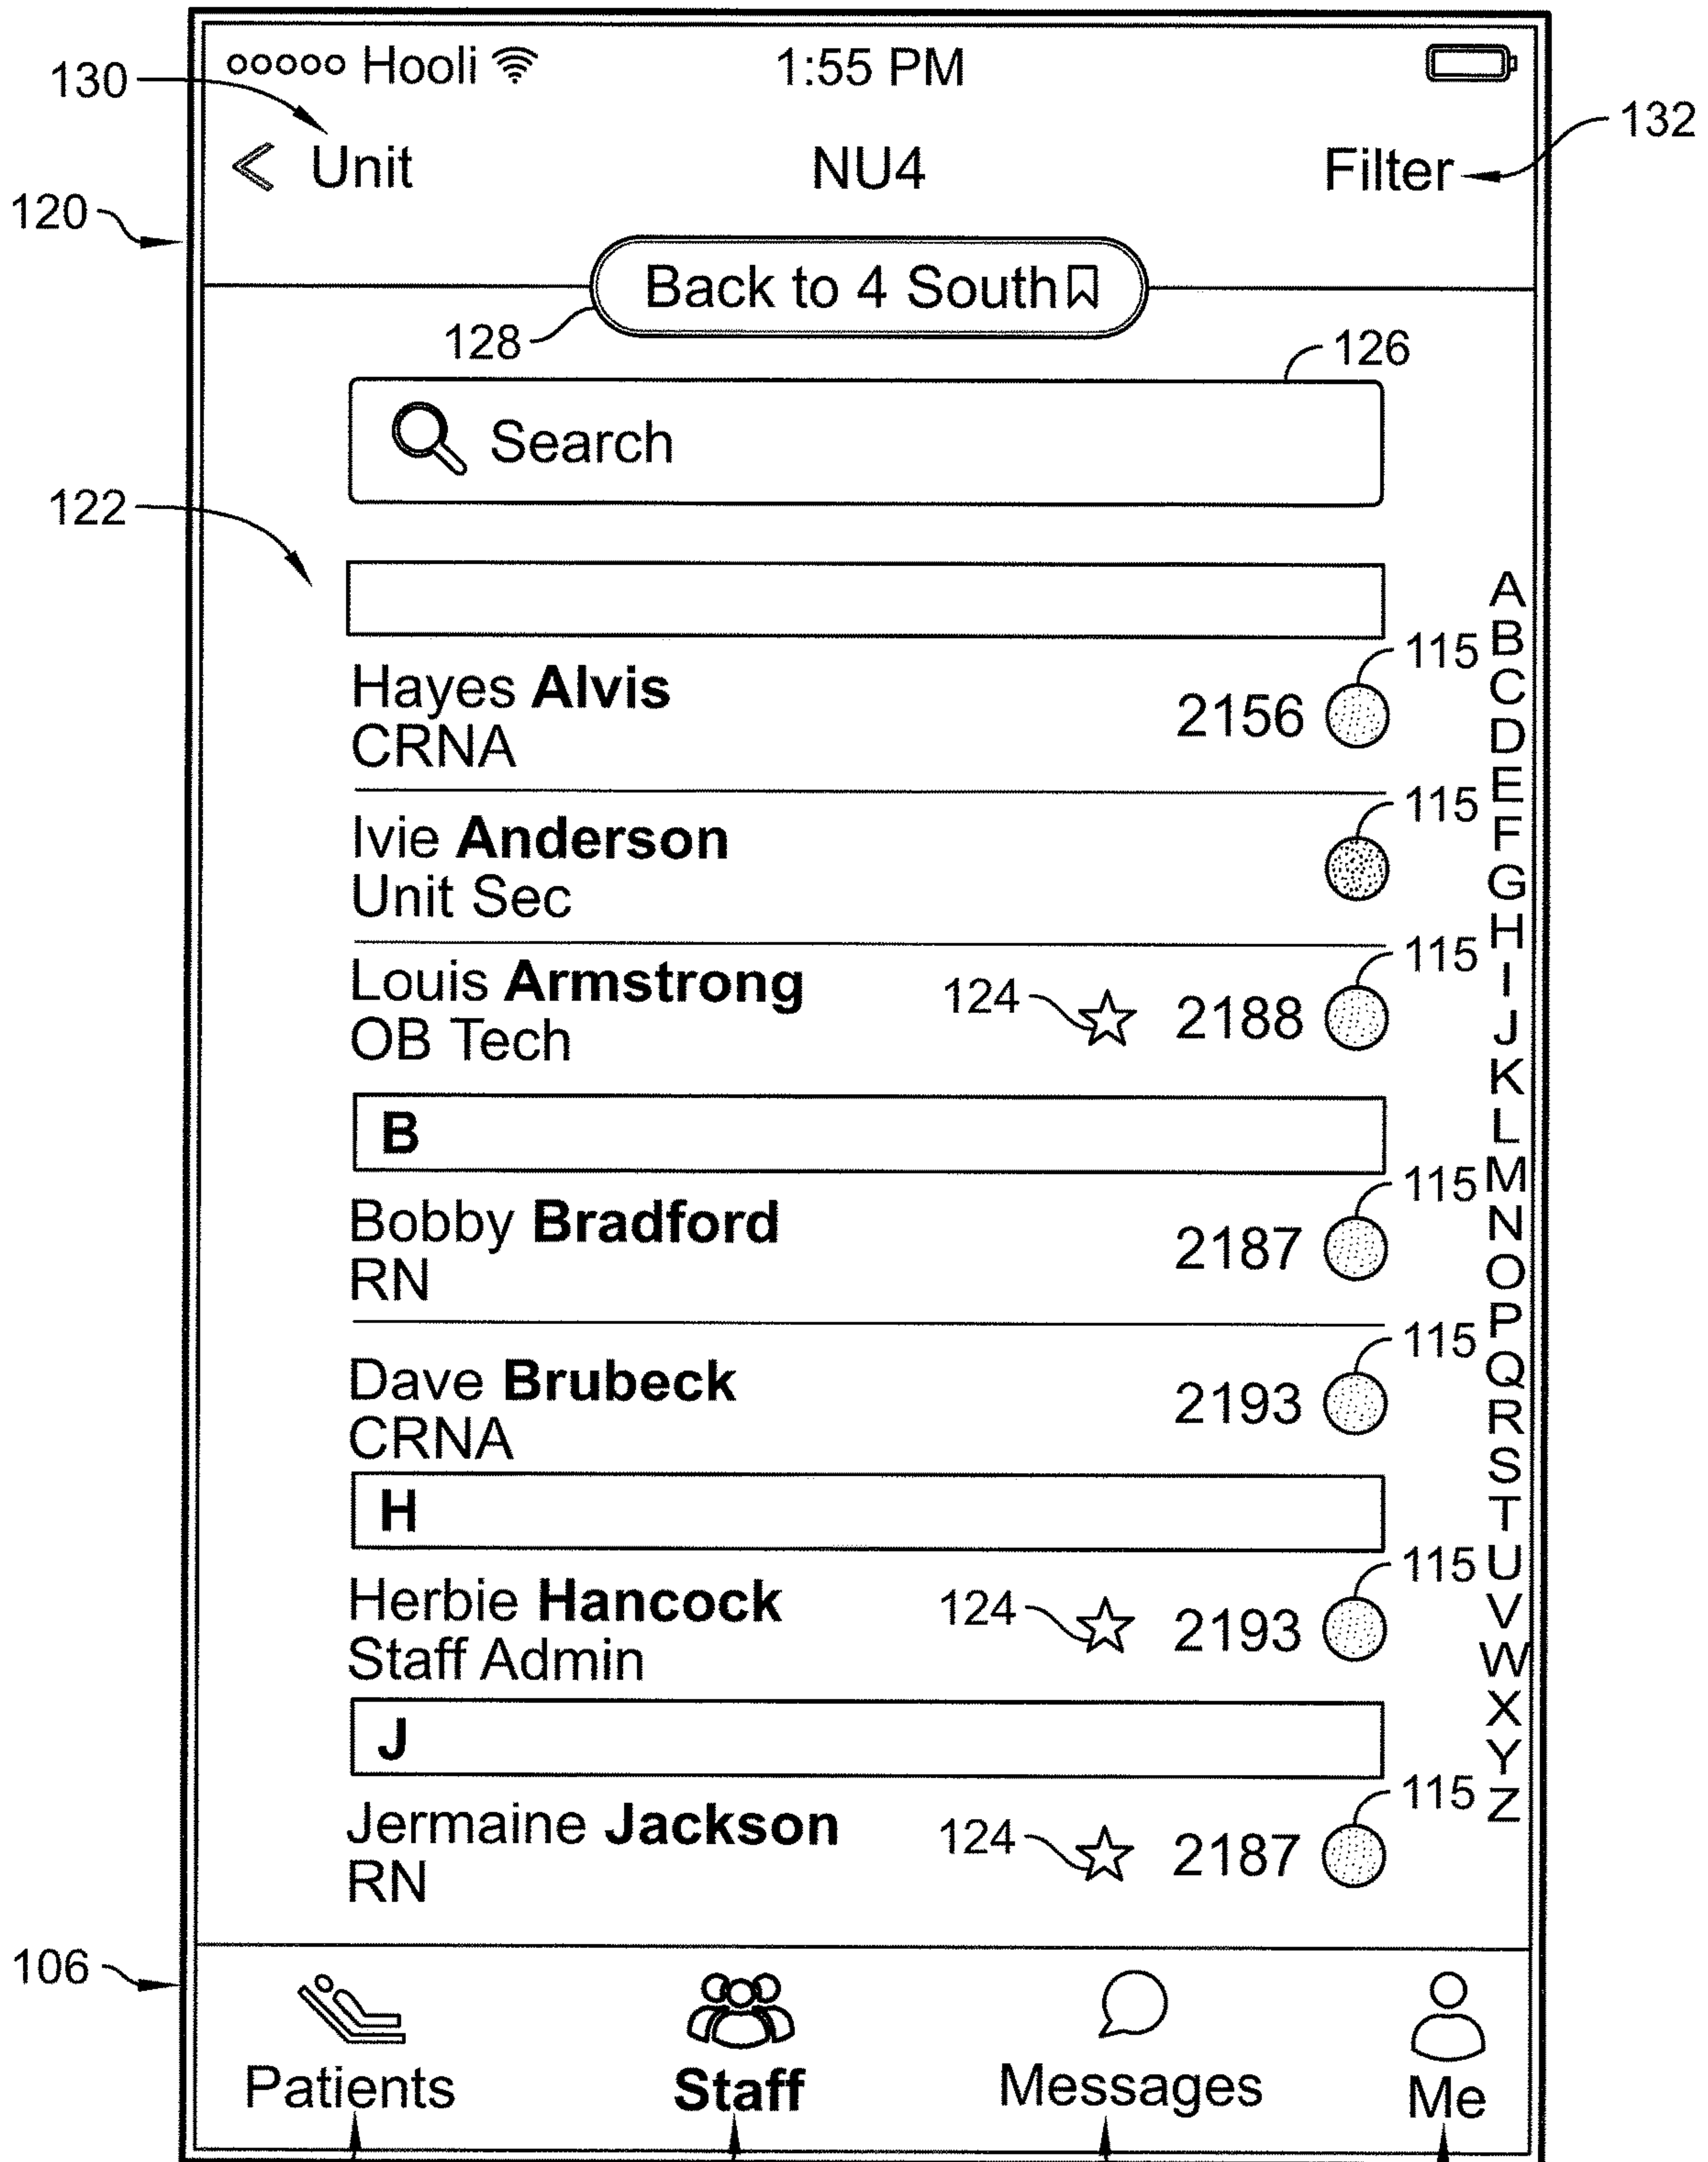 ooooo Hooli 1:55 PM
130
132
< Unit NU4 Filter
120
Back to 4 South
128
126
Search
122
Hayes Alvis
CRNA
2156 115
Ivie Anderson
Unit Sec
115
Louis Armstrong
OB Tech
124 2188 115
B
Bobby Bradford
RN
2187 115
Dave Brubeck
CRNA
2193 115
H
Herbie Hancock
Staff Admin
124 2193 115
J
Jermaine Jackson
RN
124 2187 115
A
B
C
D
E
F
G
H
I
J
K
L
M
N
O
P
Q
R
S
T
U
V
W
X
Y
Z
106
Patients Staff Messages Me